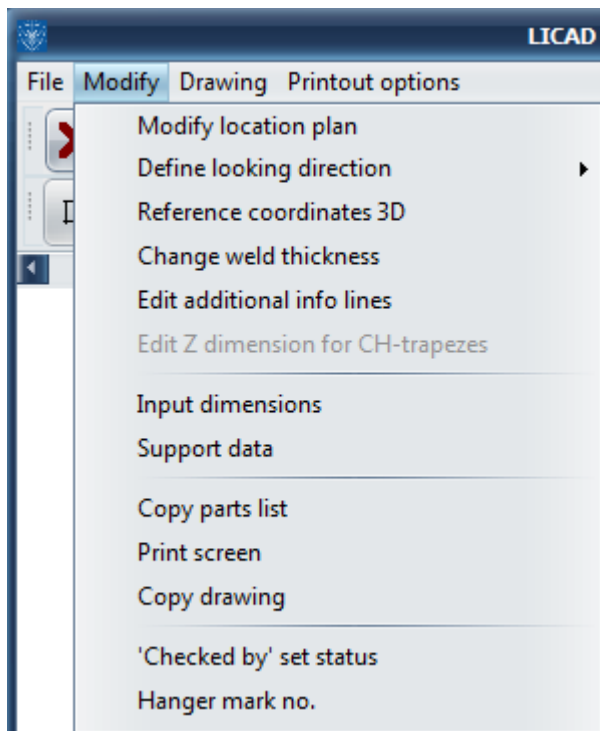 LICAD
File Modify Drawing Printout options
Modify location plan
Define looking direction
Reference coordinates 3D
Change weld thickness
Edit additional info lines
Edit Z dimension for CH-trapezes
Input dimensions
Support data
Copy parts list
Print screen
Copy drawing
'Checked by' set status
Hanger mark no.